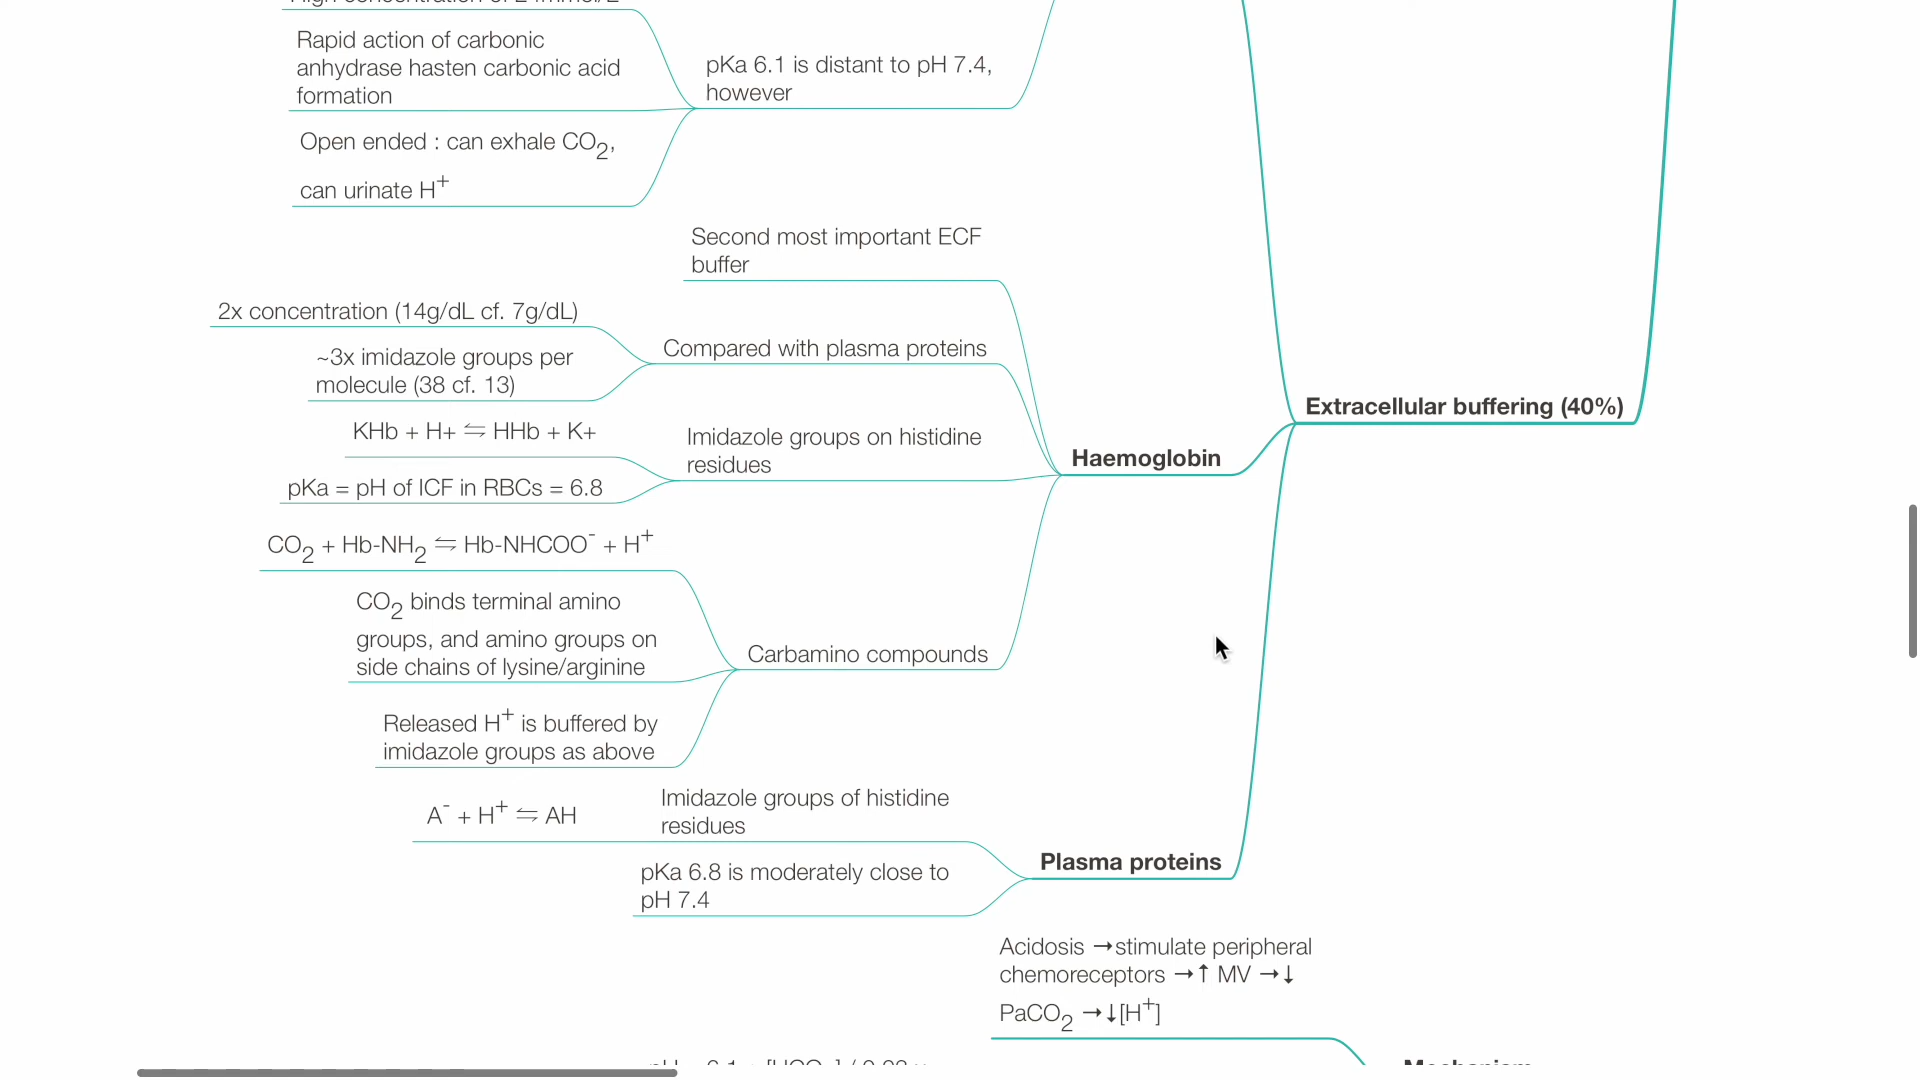 High concentration of 24mmol/L
Rapid action of carbonic
anhydrase hasten carbonic acid
formation
pKa 6.1 is distant to pH 7.4,
however
Open ended : can exhale CO₂,
can urinate H⁺
Second most important ECF
buffer
2x concentration (14g/dL cf. 7g/dL)
~3x imidazole groups per
molecule (38 cf. 13)
Compared with plasma proteins
KHb + H+ ⇋ HHb + K+
pKa = pH of ICF in RBCs = 6.8
Imidazole groups on histidine
residues
Haemoglobin
Extracellular buffering (40%)
CO₂ + Hb-NH₂ ⇋ Hb-NHCOO⁻ + H⁺
CO₂ binds terminal amino
groups, and amino groups on
side chains of lysine/arginine
Released H⁺ is buffered by
imidazole groups as above
Carbamino compounds
A⁻ + H⁺ ⇋ AH
Imidazole groups of histidine
residues
pKa 6.8 is moderately close to
pH 7.4
Plasma proteins
Acidosis →stimulate peripheral
chemoreceptors →↑ MV →↓
PaCO₂ →↓[H⁺]
Mechanism